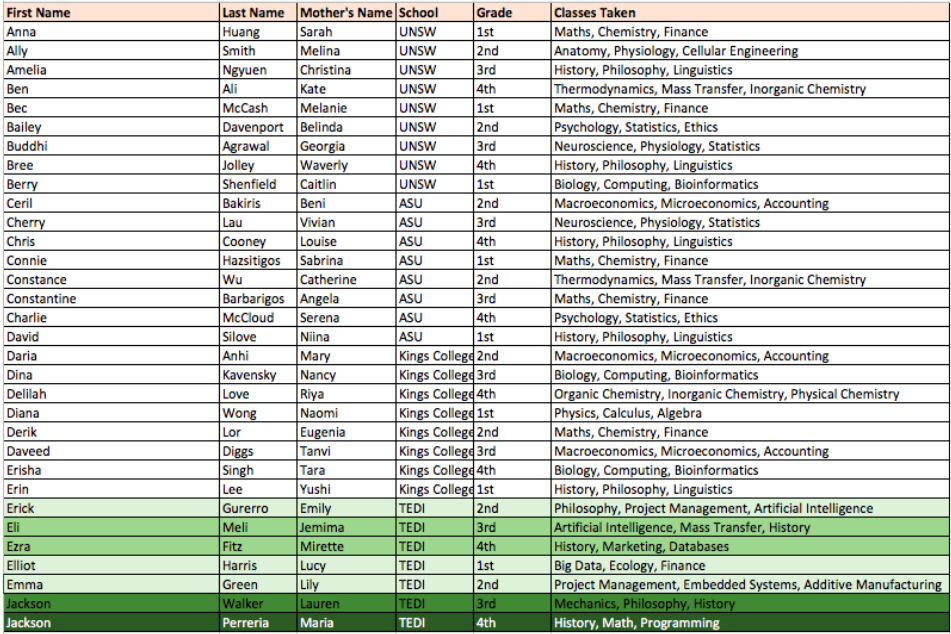 First Name Last Name Mother's Name School Grade Classes Taken
Anna Huang Sarah UNSW 1st Maths, Chemistry, Finance
Ally Smith Melina UNSW 2nd Anatomy, Physiology, Cellular Engineering
Amelia Ngyuen Christina UNSW 3rd History, Philosophy, Linguistics
Ben Ali Kate UNSW 4th Thermodynamics, Mass Transfer, Inorganic Chemistry
Bec McCash Melanie UNSW 1st Maths, Chemistry, Finance
Bailey Davenport Belinda UNSW 2nd Psychology, Statistics, Ethics
Buddhi Agrawal Georgia UNSW 3rd Neuroscience, Physiology, Statistics
Bree Jolley Waverly UNSW 4th History, Philosophy, Linguistics
Berry Shenfield Caitlin UNSW 1st Biology, Computing, Bioinformatics
Ceril Bakiris Beni ASU 2nd Macroeconomics, Microeconomics, Accounting
Cherry Lau Vivian ASU 3rd Neuroscience, Physiology, Statistics
Chris Cooney Louise ASU 4th History, Philosophy, Linguistics
Connie Hazsitigos Sabrina ASU 1st Maths, Chemistry, Finance
Constance Wu Catherine ASU 2nd Thermodynamics, Mass Transfer, Inorganic Chemistry
Constantine Barbarigos Angela ASU 3rd Maths, Chemistry, Finance
Charlie McCloud Serena ASU 4th Psychology, Statistics, Ethics
David Silove Niina ASU 1st History, Philosophy, Linguistics
Daria Anhi Mary Kings College 2nd Macroeconomics, Microeconomics, Accounting
Dina Kavensky Nancy Kings College 3rd Biology, Computing, Bioinformatics
Delilah Love Riya Kings College 4th Organic Chemistry, Inorganic Chemistry, Physical Chemistry
Diana Wong Naomi Kings College 1st Physics, Calculus, Algebra
Derik Lor Eugenia Kings College 2nd Maths, Chemistry, Finance
Daveed Diggs Tanvi Kings College 3rd Macroeconomics, Microeconomics, Accounting
Erisha Singh Tara Kings College 4th Biology, Computing, Bioinformatics
Erin Lee Yushi Kings College 1st History, Philosophy, Linguistics
Erick Gurerro Emily TEDI 2nd Philosophy, Project Management, Artificial Intelligence
Eli Meli Jemima TEDI 3rd Artificial Intelligence, Mass Transfer, History
Ezra Fitz Mirette TEDI 4th History, Marketing, Databases
Elliot Harris Lucy TEDI 1st Big Data, Ecology, Finance
Emma Green Lily TEDI 2nd Project Management, Embedded Systems, Additive Manufacturing
Jackson Walker Lauren TEDI 3rd Mechanics, Philosophy, History
Jackson Perreria Maria TEDI 4th History, Math, Programming